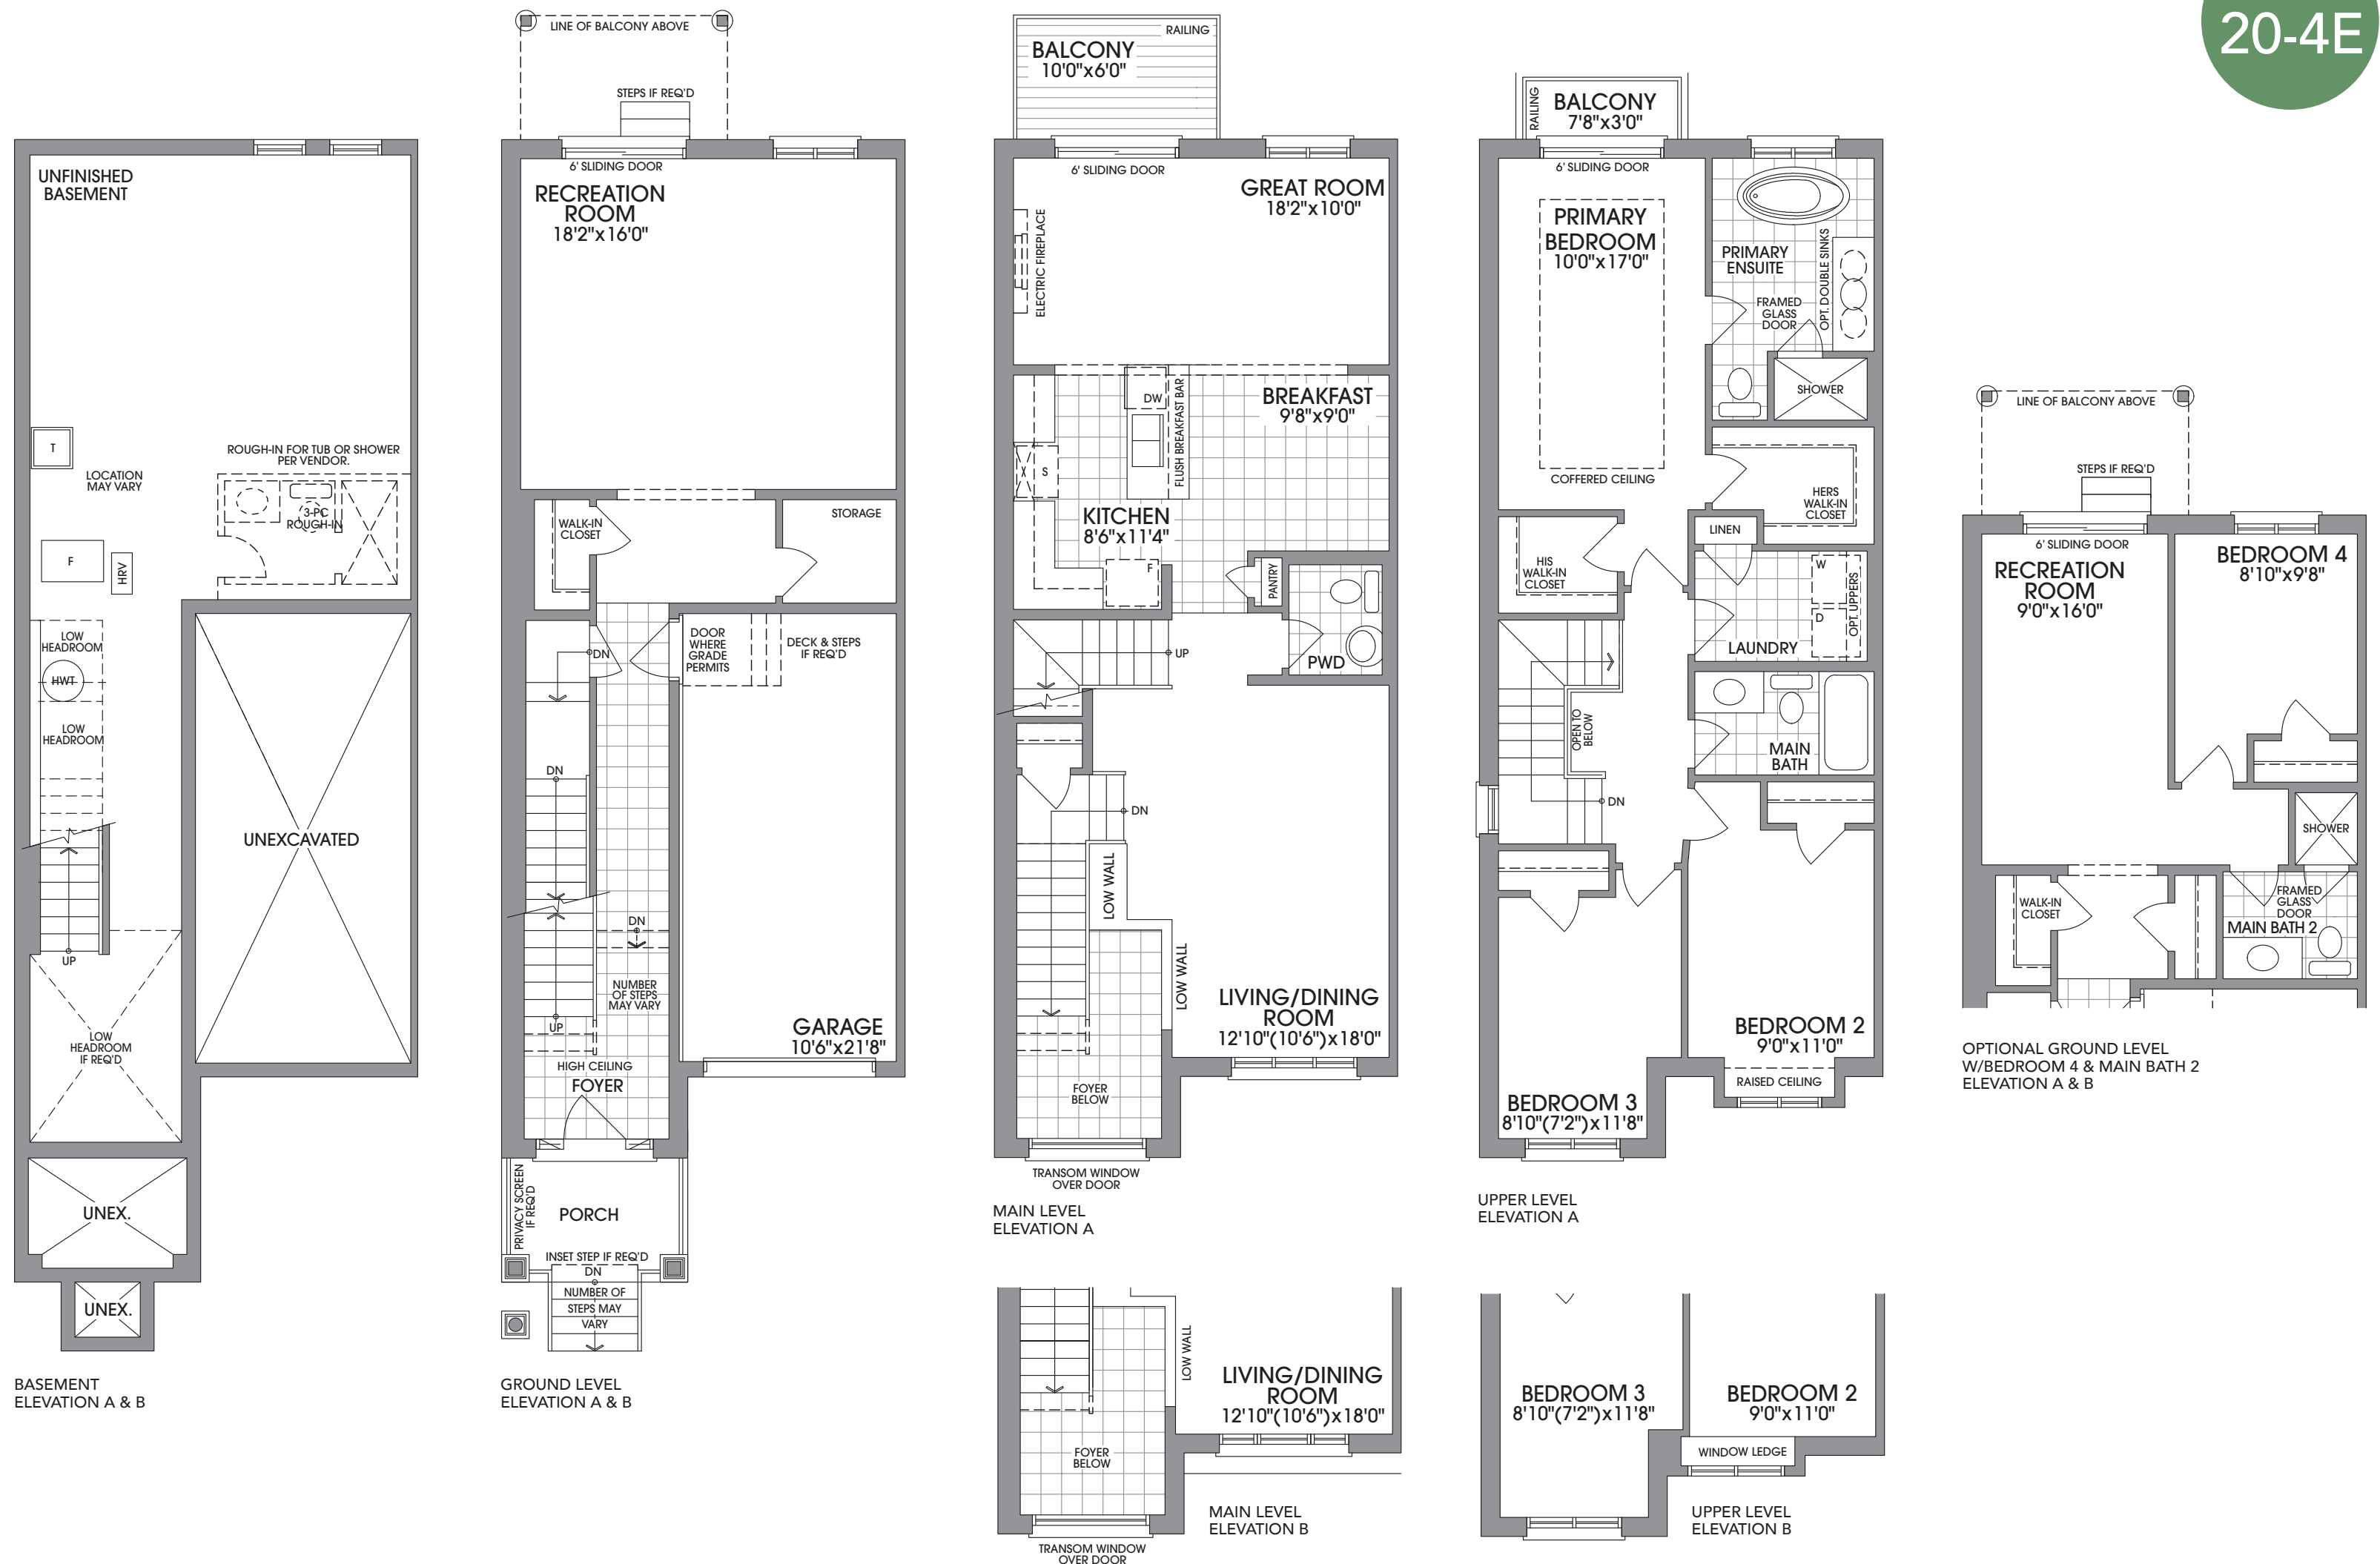 20-4E
UNFINISHED
BASEMENT
T
LOCATION
MAY VARY
ROUGH-IN FOR TUB OR SHOWER
PER VENDOR.
3-PC
ROUGH-IN
F
HRV
LOW
HEADROOM
HWT
LOW
HEADROOM
UNEXCAVATED
UP
LOW
HEADROOM
IF REQ'D
UNEX.
UNEX.
BASEMENT
ELEVATION A & B
LINE OF BALCONY ABOVE
STEPS IF REQ'D
6' SLIDING DOOR
RECREATION
ROOM
18'2"x16'0"
WALK-IN
CLOSET
STORAGE
DN
DOOR
WHERE
GRADE
PERMITS
DECK & STEPS
IF REQ'D
DN
DN
NUMBER
OF STEPS
MAY VARY
UP
GARAGE
10'6"x21'8"
HIGH CEILING
FOYER
PRIVACY SCREEN
IF REQ'D
PORCH
INSET STEP IF REQ'D
DN
NUMBER OF
STEPS MAY
VARY
GROUND LEVEL
ELEVATION A & B
RAILING
BALCONY
10'0"x6'0"
6' SLIDING DOOR
GREAT ROOM
18'2"x10'0"
ELECTRIC FIREPLACE
DW
FLUSH BREAKFAST BAR
BREAKFAST
9'8"x9'0"
S
KITCHEN
8'6"x11'4"
F
PANTRY
UP
PWD
DN
LOW WALL
LOW WALL
LIVING/DINING
ROOM
12'10"(10'6")x18'0"
FOYER
BELOW
TRANSOM WINDOW
OVER DOOR
MAIN LEVEL
ELEVATION A
LOW WALL
LIVING/DINING
ROOM
12'10"(10'6")x18'0"
FOYER
BELOW
TRANSOM WINDOW
OVER DOOR
MAIN LEVEL
ELEVATION B
RAILING
BALCONY
7'8"x3'0"
6' SLIDING DOOR
PRIMARY
BEDROOM
10'0"x17'0"
PRIMARY
ENSUITE
OPT. DOUBLE SINKS
FRAMED
GLASS
DOOR
SHOWER
COFFERED CEILING
HERS
WALK-IN
CLOSET
LINEN
HIS
WALK-IN
CLOSET
W
OPT. UPPERS
D
LAUNDRY
OPEN TO
BELOW
MAIN
BATH
DN
BEDROOM 2
9'0"x11'0"
RAISED CEILING
BEDROOM 3
8'10"(7'2")x11'8"
UPPER LEVEL
ELEVATION A
BEDROOM 3
8'10"(7'2")x11'8"
BEDROOM 2
9'0"x11'0"
WINDOW LEDGE
UPPER LEVEL
ELEVATION B
LINE OF BALCONY ABOVE
STEPS IF REQ'D
6' SLIDING DOOR
RECREATION
ROOM
9'0"x16'0"
BEDROOM 4
8'10"x9'8"
SHOWER
WALK-IN
CLOSET
FRAMED
GLASS
DOOR
MAIN BATH 2
OPTIONAL GROUND LEVEL
W/BEDROOM 4 & MAIN BATH 2
ELEVATION A & B